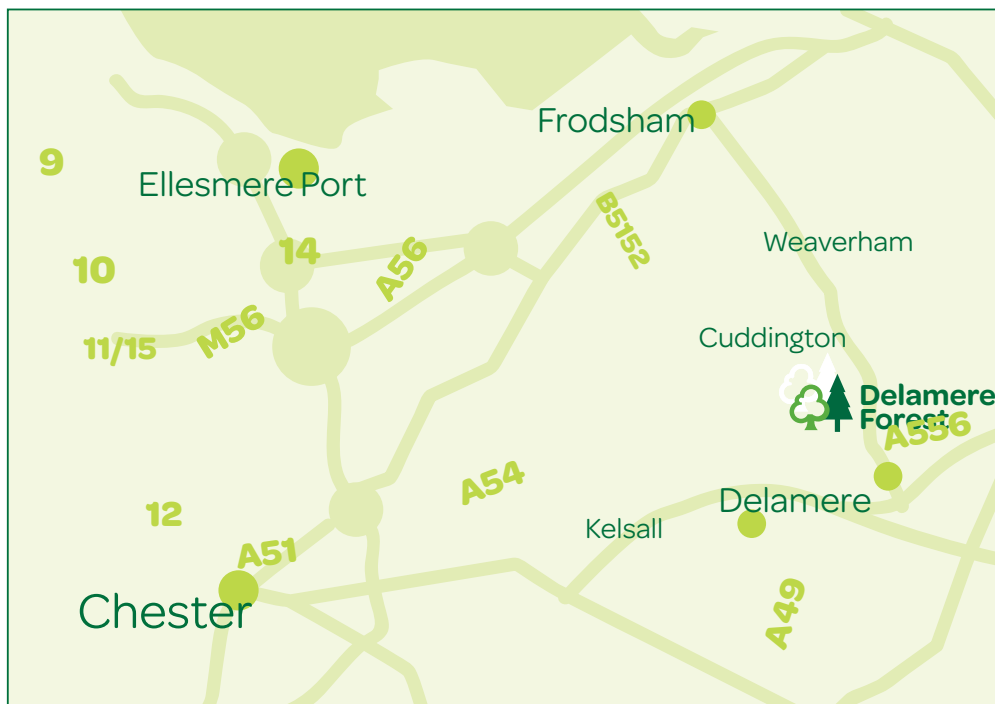 Frodsham
9
Ellesmere Port
B5152
Weaverham
14
A56
10
M56
11/15
Cuddington
Delamere
Forest
A556
A54
Delamere
12
Kelsall
A51
Chester
A49